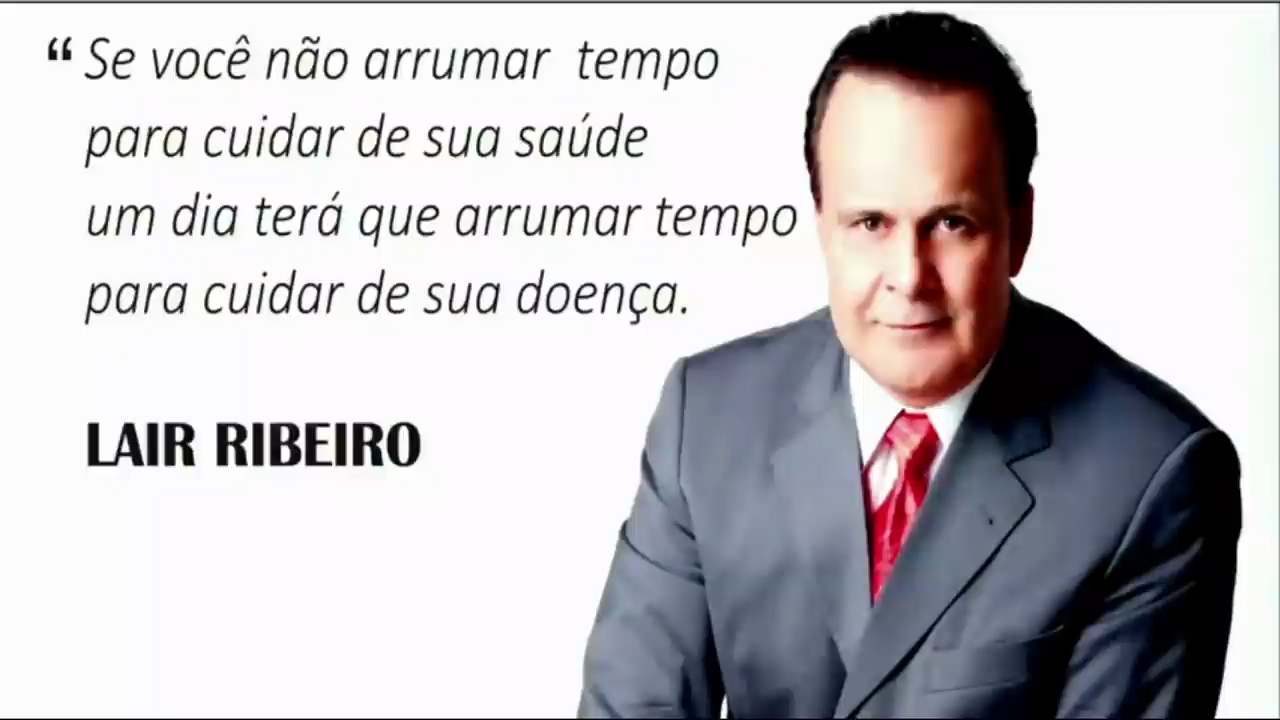 “ Se você não arrumar tempo
para cuidar de sua saúde
um dia terá que arrumar tempo
para cuidar de sua doença.
LAIR RIBEIRO